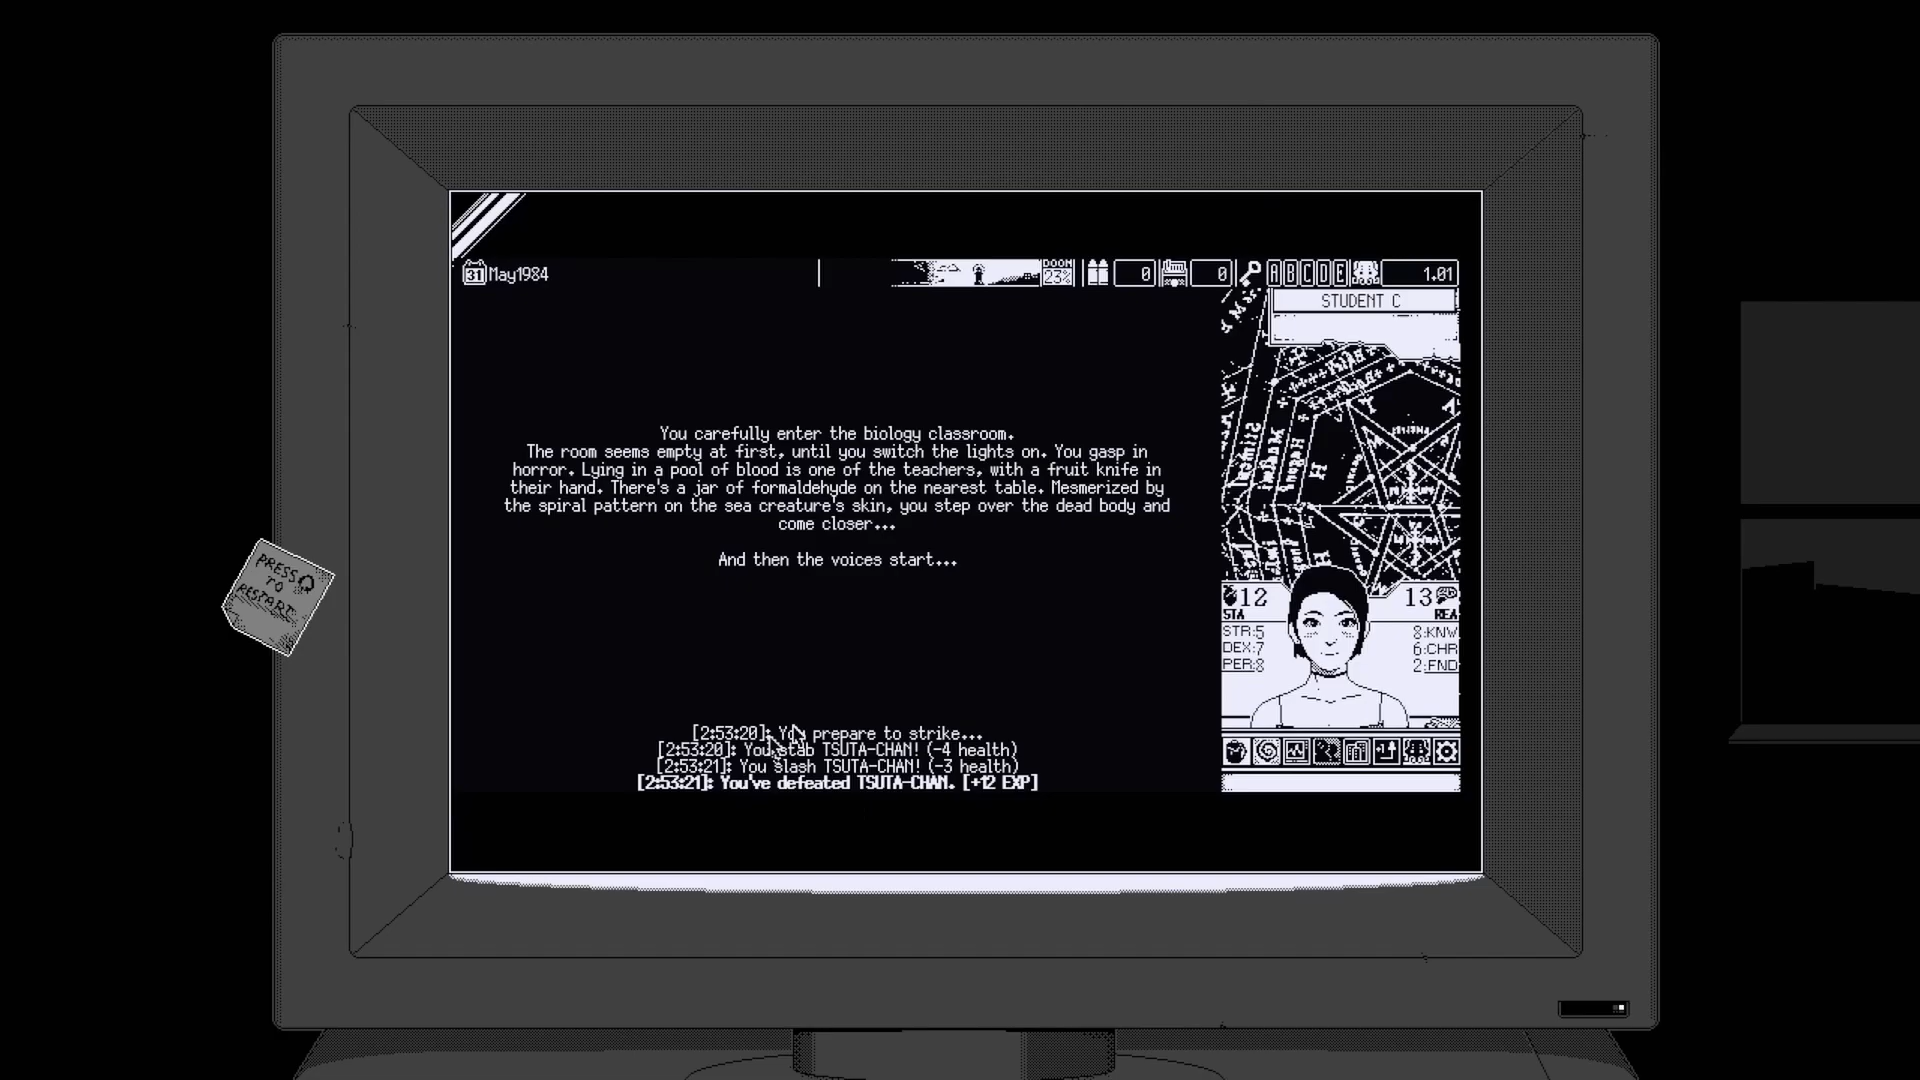 31 May1984
DOOM
23%
0
0
A B C D E
1.01
STUDENT C
You carefully enter the biology classroom.
The room seems empty at first, until you switch the lights on. You gasp in
horror. Lying in a pool of blood is one of the teachers, with a fruit knife in
their hand. There's a jar of formaldehyde on the nearest table. Mesmerized by
the spiral pattern on the sea creature's skin, you step over the dead body and
come closer...
And then the voices start...
PRESS
TO
RESTART
12
STA
STR:5
DEX:7
PER:8
13
REA
8:KNW
6:CHR
2:FND
[2:53:20]: You prepare to strike...
[2:53:20]: You stab TSUTA-CHAN! (-4 health)
[2:53:21]: You slash TSUTA-CHAN! (-3 health)
[2:53:21]: You've defeated TSUTA-CHAN. [+12 EXP]